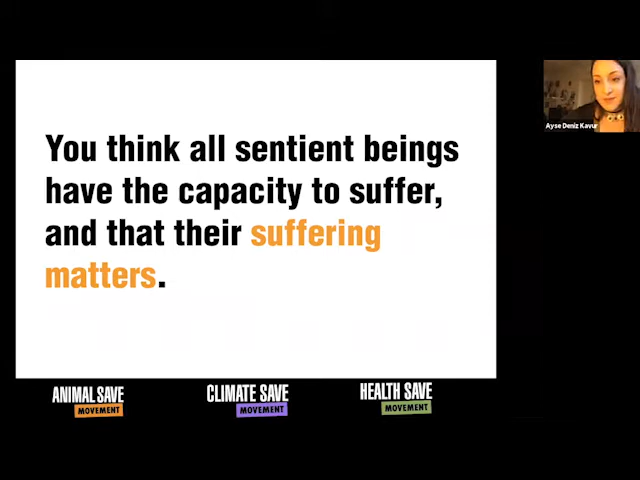 You think all sentient beings
have the capacity to suffer,
and that their suffering
matters.
Ayse Deniz Kavur
ANIMAL SAVE
MOVEMENT
CLIMATE SAVE
MOVEMENT
HEALTH SAVE
MOVEMENT